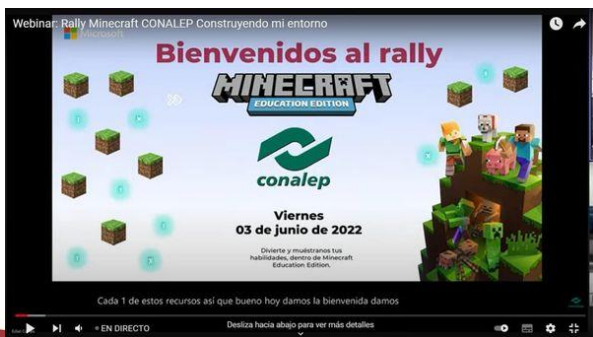 Webinar: Rally Minecraft CONALEP Construyendo mi entorno
Microsoft
Bienvenidos al rally
MINECRAFT
EDUCATION EDITION
conalep
Viernes
03 de junio de 2022
Divierte y muéstranos tus
habilidades, dentro de Minecraft
Education Edition.
Cada 1 de estos recursos así que bueno hoy damos la bienvenida damos
EN DIRECTO
Desliza hacia abajo para ver más detalles